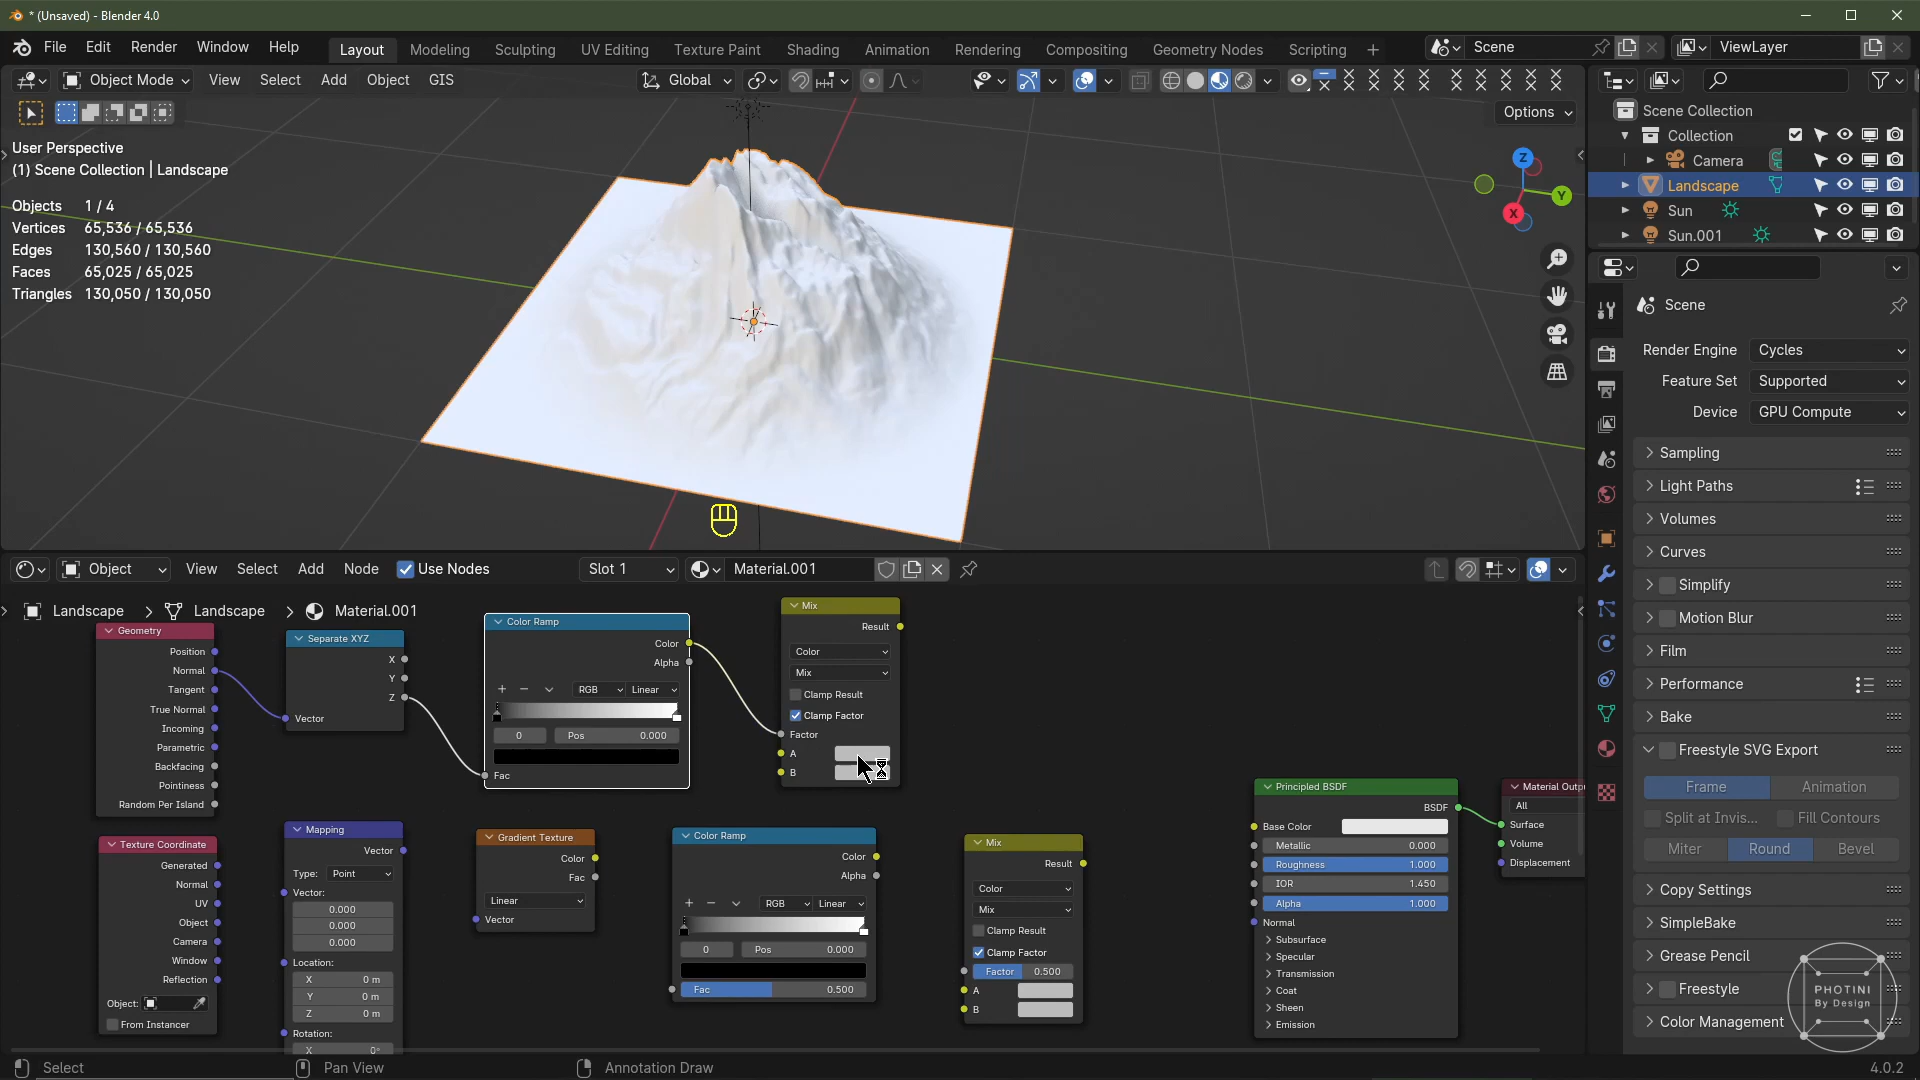 * (Unsaved) - Blender 4.0
File Edit Render Window Help Layout Modeling Sculpting UV Editing Texture Paint Shading Animation Rendering Compositing Geometry Nodes Scripting + Scene ViewLayer
Object Mode View Select Add Object GIS Global
Options
User Perspective
(1) Scene Collection | Landscape
Objects 1 / 4
Vertices 65,536 / 65,536
Edges 130,560 / 130,560
Faces 65,025 / 65,025
Triangles 130,050 / 130,050
Z
Y
X
Scene Collection
Collection
Camera
Landscape
Sun
Sun.001
Scene
Render Engine Cycles
Feature Set Supported
Device GPU Compute
Sampling
Light Paths
Volumes
Curves
Simplify
Motion Blur
Film
Performance
Bake
Freestyle SVG Export
Frame Animation
Split at Invis... Fill Contours
Miter Round Bevel
Copy Settings
SimpleBake
Grease Pencil
Freestyle
Color Management
PHOTINI
By Design
Object View Select Add Node Use Nodes Slot 1 Material.001
Landscape > Landscape > Material.001
Geometry
Position
Normal
Tangent
True Normal
Incoming
Parametric
Backfacing
Pointiness
Random Per Island
Separate XYZ
X
Y
Z
Vector
Color Ramp
Color
Alpha
+ − RGB Linear
0 Pos 0.000
Fac
Mix
Result
Color
Mix
Clamp Result
Clamp Factor
Factor
A
B
Texture Coordinate
Generated
Normal
UV
Object
Camera
Window
Reflection
Object:
From Instancer
Mapping
Vector
Type: Point
Vector:
0.000
0.000
0.000
Location:
X 0 m
Y 0 m
Z 0 m
Rotation:
X 0°
Gradient Texture
Color
Fac
Linear
Vector
Color Ramp
Color
Alpha
+ − RGB Linear
0 Pos 0.000
Fac 0.500
Mix
Result
Color
Mix
Clamp Result
Clamp Factor
Factor 0.500
A
B
Principled BSDF
BSDF
Base Color
Metallic 0.000
Roughness 1.000
IOR 1.450
Alpha 1.000
Normal
Subsurface
Specular
Transmission
Coat
Sheen
Emission
Material Outp
All
Surface
Volume
Displacement
Select Pan View Annotation Draw 4.0.2